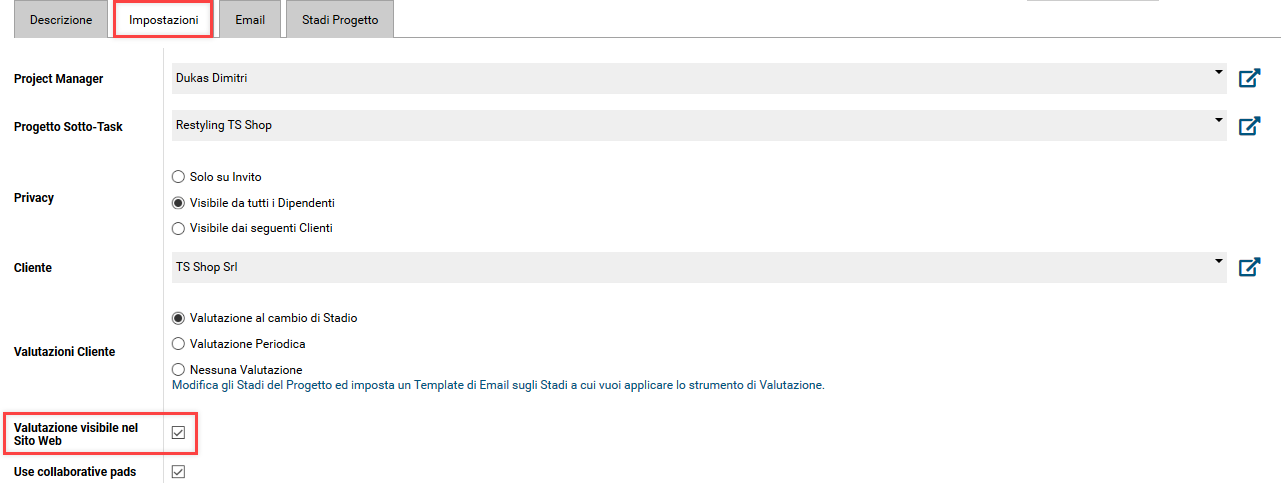 Descrizione
Impostazioni
Email
Stadi Progetto
Project Manager
Dukas Dimitri
Progetto Sotto-Task
Restyling TS Shop
Privacy
Solo su Invito
Visibile da tutti i Dipendenti
Visibile dai seguenti Clienti
Cliente
TS Shop Srl
Valutazioni Cliente
Valutazione al cambio di Stadio
Valutazione Periodica
Nessuna Valutazione
Modifica gli Stadi del Progetto ed imposta un Template di Email sugli Stadi a cui vuoi applicare lo strumento di Valutazione.
Valutazione visibile nel
Sito Web
Use collaborative pads